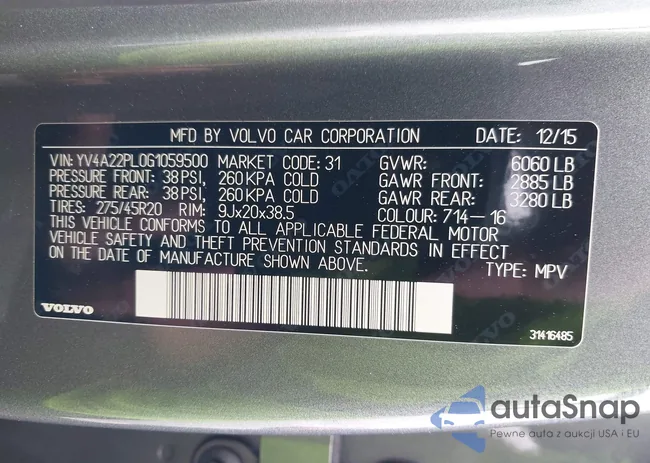 MFD BY VOLVO CAR CORPORATION DATE: 12/15
VIN: YV4A22PL0G1059500 MARKET CODE: 31 GVWR: 6060 LB
PRESSURE FRONT: 38 PSI, 260 KPA COLD GAWR FRONT: 2885 LB
PRESSURE REAR: 38 PSI, 260 KPA COLD GAWR REAR: 3280 LB
TIRES: 275/45R20 RIM: 9Jx20x38.5 COLOUR: 714-16
THIS VEHICLE CONFORMS TO ALL APPLICABLE FEDERAL MOTOR
VEHICLE SAFETY AND THEFT PREVENTION STANDARDS IN EFFECT
ON THE DATE OF MANUFACTURE SHOWN ABOVE. TYPE: MPV
VOLVO 31416485
autaSnap
Pewne auta z aukcji USA i EU